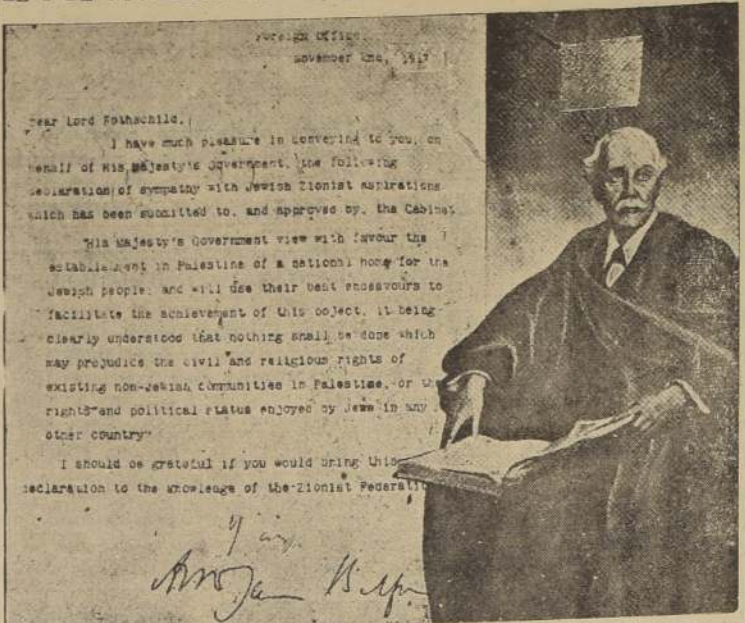 Foreign Office,
November 2nd, 1917
Dear Lord Rothschild,
I have much pleasure in conveying to you, on
behalf of His Majesty's Government, the following
declaration of sympathy with Jewish Zionist aspirations
which has been submitted to, and approved by, the Cabinet
"His Majesty's Government view with favour the
establishment in Palestine of a national home for the
Jewish people, and will use their best endeavours to
facilitate the achievement of this object, it being
clearly understood that nothing shall be done which
may prejudice the civil and religious rights of
existing non-Jewish communities in Palestine, or the
rights and political status enjoyed by Jews in any
other country"
I should be grateful if you would bring this
declaration to the knowledge of the Zionist Federation
Arthur James Balfour